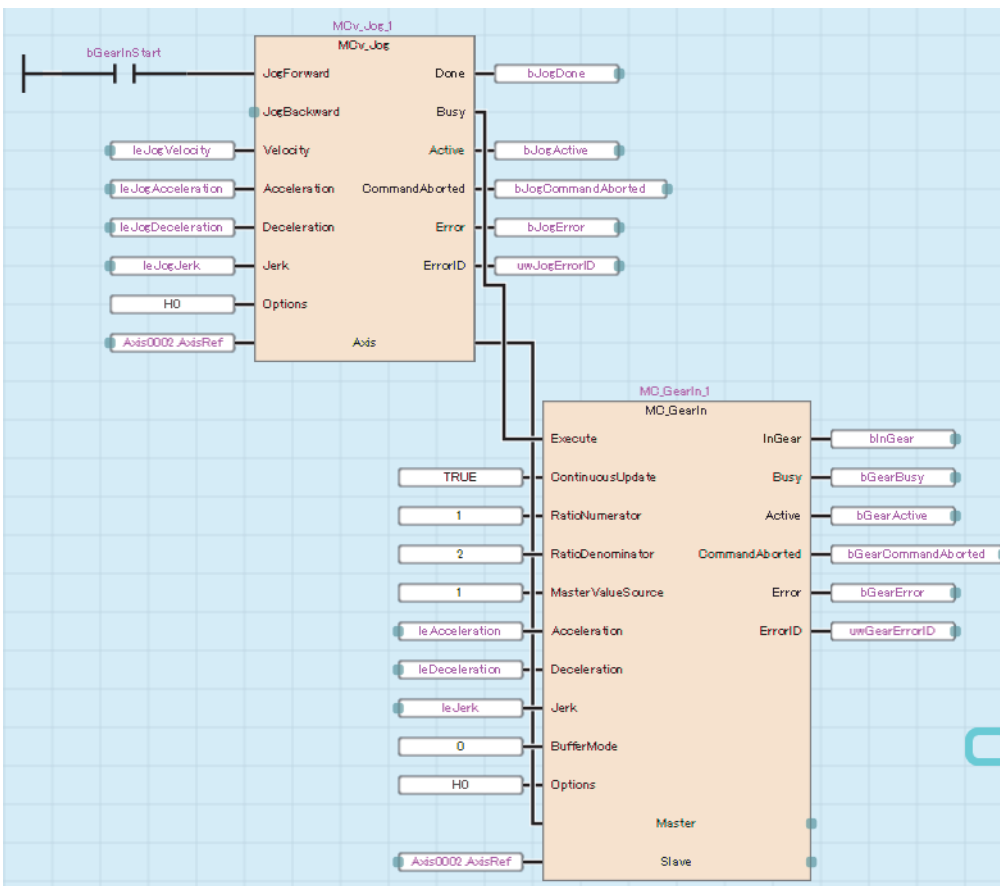 MCv_Jog_1
MCv_Jog
bGearInStart
JogForward Done bJogDone
JogBackward Busy
leJogVelocity Velocity Active bJogActive
leJogAcceleration Acceleration CommandAborted bJogCommandAborted
leJogDeceleration Deceleration Error bJogError
leJogJerk Jerk ErrorID uwJogErrorID
H0 Options
Axis0002.AxisRef Axis
MC_GearIn_1
MC_GearIn
Execute InGear bInGear
TRUE ContinuousUpdate Busy bGearBusy
1 RatioNumerator Active bGearActive
2 RatioDenominator CommandAborted bGearCommandAborted
1 MasterValueSource Error bGearError
leAcceleration Acceleration ErrorID uwGearErrorID
leDeceleration Deceleration
leJerk Jerk
0 BufferMode
H0 Options
Master
Axis0002.AxisRef Slave